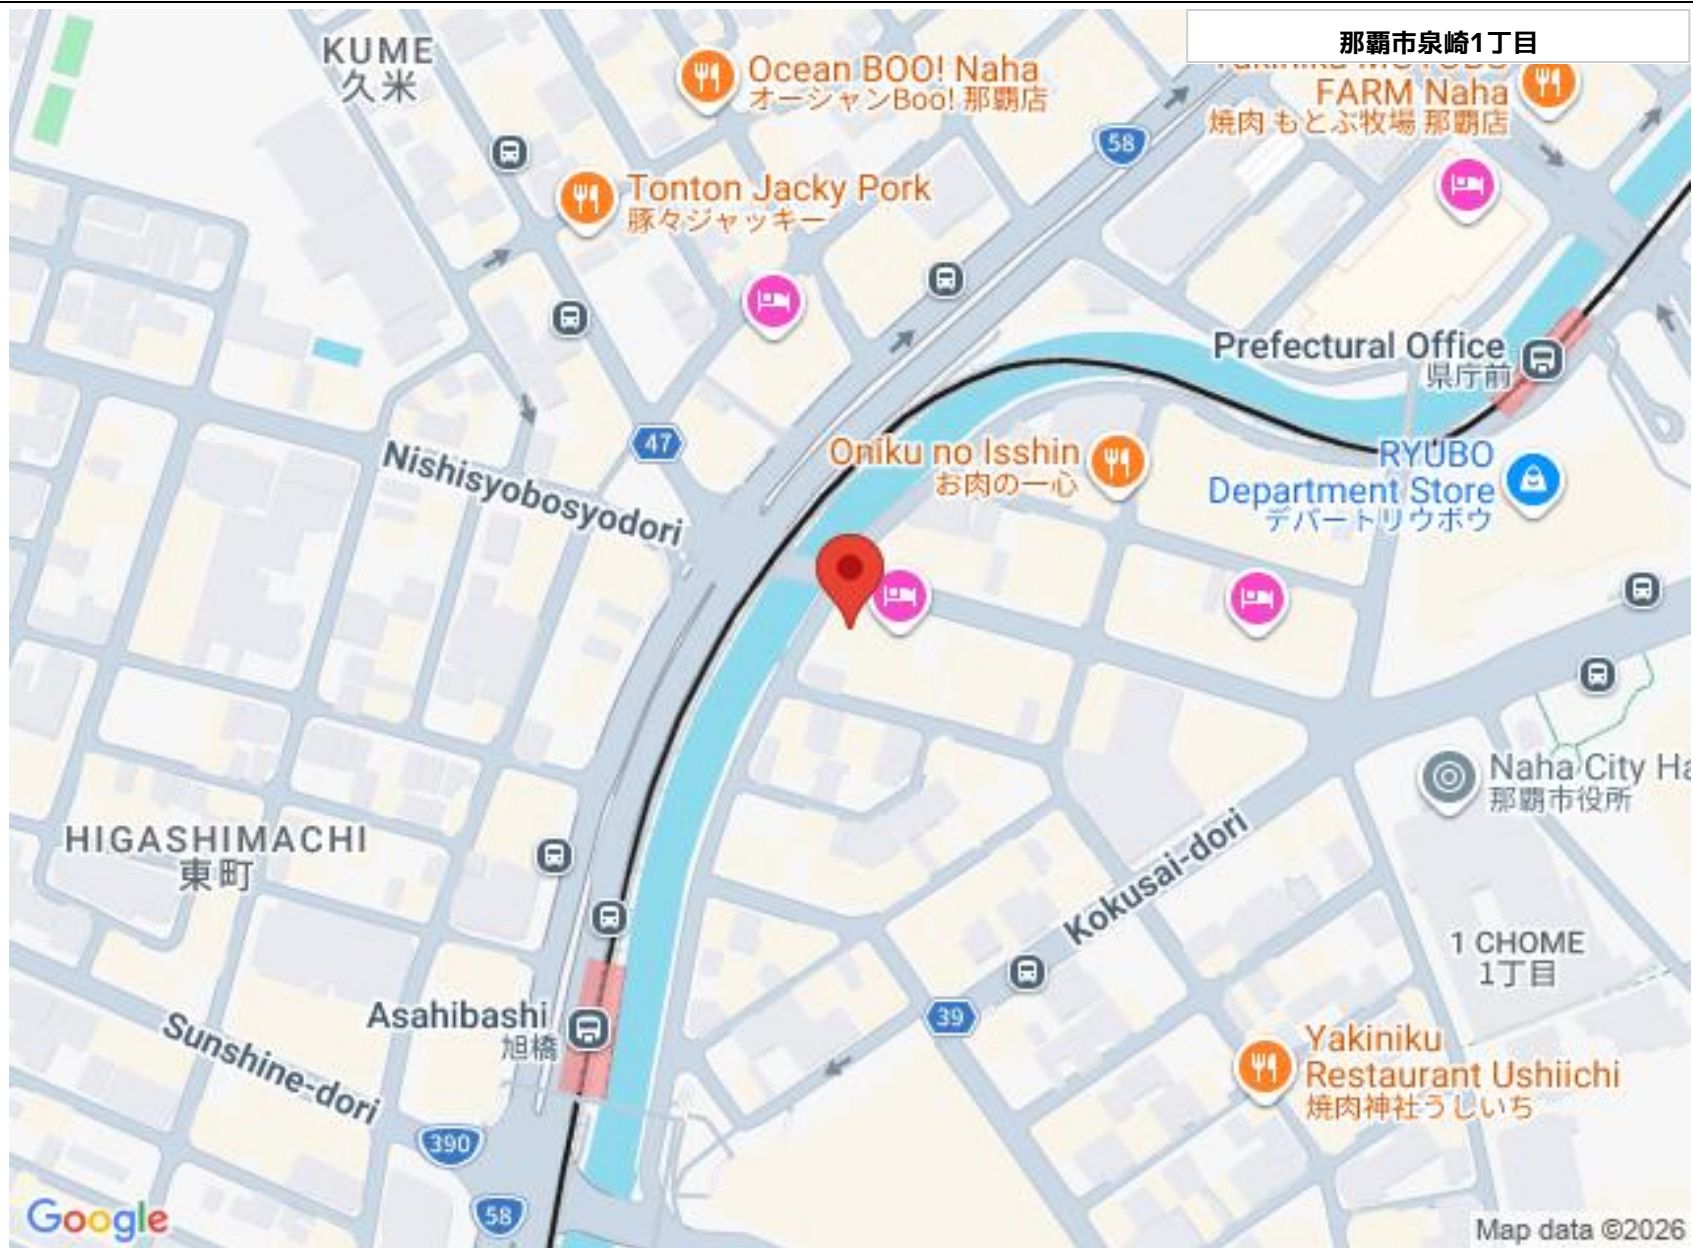 那覇市泉崎1丁目
KUME
久米
Ocean BOO! Naha
オーシャンBoo! 那覇店
FARM Naha
焼肉 もとぶ牧場 那覇店
58
Tonton Jacky Pork
豚々ジャッキー
Prefectural Office
県庁前
47
Nishisyobosyodori
Oniku no Isshin
お肉の一心
RYUBO
Department Store
デパートリウボウ
Naha City Ha
那覇市役所
HIGASHIMACHI
東町
Kokusai-dori
1 CHOME
1丁目
Asahibashi
旭橋
39
Sunshine-dori
Yakiniku
Restaurant Ushiichi
焼肉神社うしいち
390
58
Google
Map data ©2026